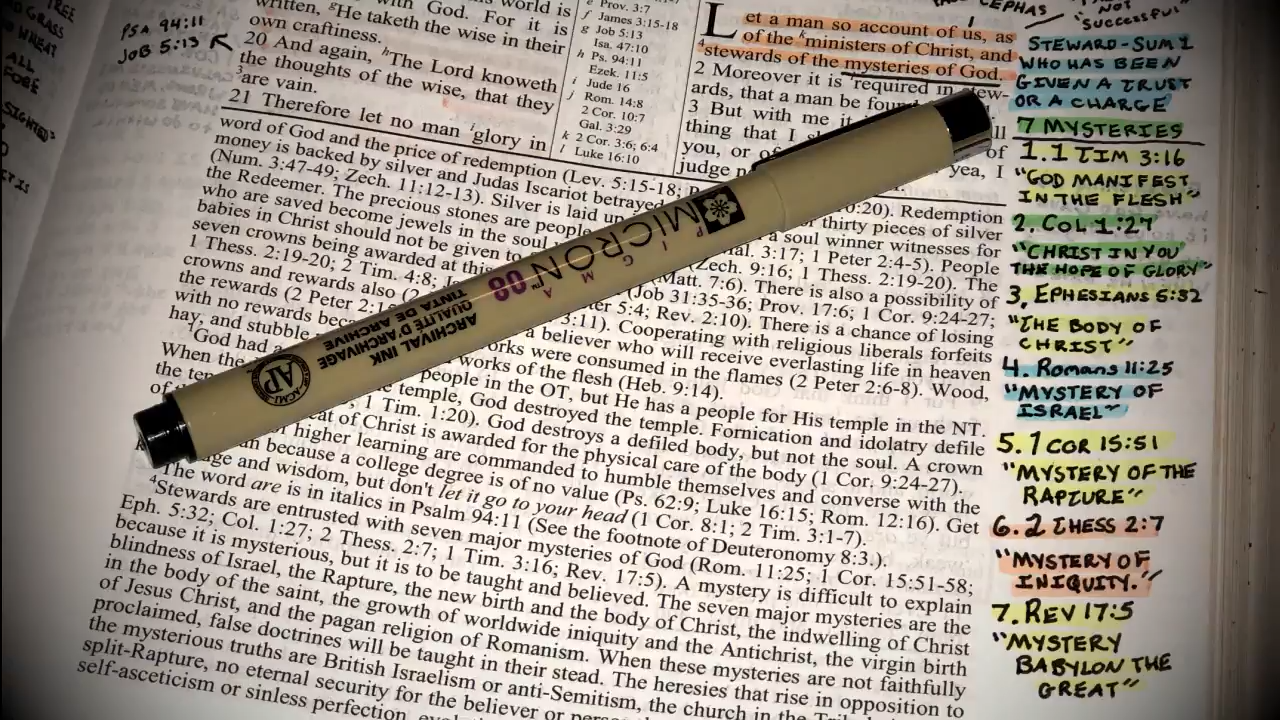 TREE
D GRASS
WHEAT
ALL
FORE
SIGHTED"
IT IS
PSA 94:11
JOB 5:13
written, gHe taketh the wise in their
own craftiness.
20 And again, hThe Lord knoweth
the thoughts of the wise, that they
3are vain.
21 Therefore let no man iglory in
e Prov. 3:7
f James 3:15-18
g Job 5:13
Isa. 47:10
h Ps. 94:11
Ezek. 11:5
i Jude 16
j Rom. 14:8
2 Cor. 10:7
Gal. 3:29
k 2 Cor. 3:6; 6:4
l Luke 16:10
Let a man so account of us, as
of the kministers of Christ, and
4stewards of the mysteries of God.
2 Moreover it is required in stew-
ards, that a man be
3 But with me it
thing that I
you, or of
judge
yea, I
word of God and the price of redemption (Lev. 5:15-18;
0:20). Redemption
money is backed by silver and Judas Iscariot betrayed
thirty pieces of silver
(Num. 3:47-49; Zech. 11:12-13). Silver is laid up
a soul winner witnesses for
the Redeemer. The precious stones are people
Mal. 3:17; 1 Peter 2:4-5). People
who are saved become jewels in the soul
(Zech. 9:16; 1 Thess. 2:19-20). The
babies in Christ should not be given to
(Matt. 7:6). There is also a possibility of
seven crowns being awarded at this
(Job 31:35-36; Prov. 17:6; 1 Cor. 9:24-27;
1 Thess. 2:19-20; 2 Tim. 4:8;
5:4; Rev. 2:10). There is a chance of losing
crowns and rewards also (2
3:11). Cooperating with religious liberals forfeits
the rewards (2 Peter 2:1
a believer who will receive everlasting life in heaven
with no rewards
works were consumed in the flames (2 Peter 2:6-8). Wood,
hay, and stubble
works of the flesh (Heb. 9:14).
God had a
people in the OT, but He has a people for His temple in the NT.
When the
temple, God destroyed the temple. Fornication and idolatry defile
the
1 Tim. 1:20). God destroys a defiled body, but not the soul. A crown
of
of Christ is awarded for the physical care of the body (1 Cor. 9:24-27).
higher learning are commanded to humble themselves and converse with the
because a college degree is of no value (Ps. 62:9; Luke 16:15; Rom. 12:16). Get
and wisdom, but don't let it go to your head (1 Cor. 8:1; 2 Tim. 3:1-7).
The word are is in italics in Psalm 94:11 (See the footnote of Deuteronomy 8:3.).
4Stewards are entrusted with seven major mysteries of God (Rom. 11:25; 1 Cor. 15:51-58;
Eph. 5:32; Col. 1:27; 2 Thess. 2:7; 1 Tim. 3:16; Rev. 17:5). A mystery is difficult to explain
because it is mysterious, but it is to be taught and believed. The seven major mysteries are the
blindness of Israel, the Rapture, the new birth and the body of Christ, the indwelling of Christ
in the body of the saint, the growth of worldwide iniquity and the Antichrist, the virgin birth
of Jesus Christ, and the pagan religion of Romanism. When these mysteries are not faithfully
proclaimed, false doctrines will be taught in their stead. The heresies that rise in opposition to
the mysterious truths are British Israelism or anti-Semitism, the church in the
split-Rapture, no eternal security for the believer or
self-asceticism or sinless perfection,
PIGMA
MICRON™ 08
ARCHIVAL INK
QUALITÉ D'ARCHIVAGE
TINTA DE ARCHIVE
AP
ACMI
CEPHAS
"NOT
SUCCESSFUL"
STEWARD-SUM 1
WHO HAS BEEN
GIVEN A TRUST
OR A CHARGE
7 MYSTERIES
1. 1 TIM 3:16
"GOD MANIFEST
IN THE FLESH"
2. COL 1:27
"CHRIST IN YOU
THE HOPE OF GLORY"
3. EPHESIANS 5:32
"THE BODY OF
CHRIST"
4. Romans 11:25
"MYSTERY OF
ISRAEL"
5. 1 COR 15:51
"MYSTERY OF THE
RAPTURE"
6. 2 THESS 2:7
"MYSTERY OF
INIQUITY."
7. REV 17:5
"MYSTERY
BABYLON THE
GREAT"